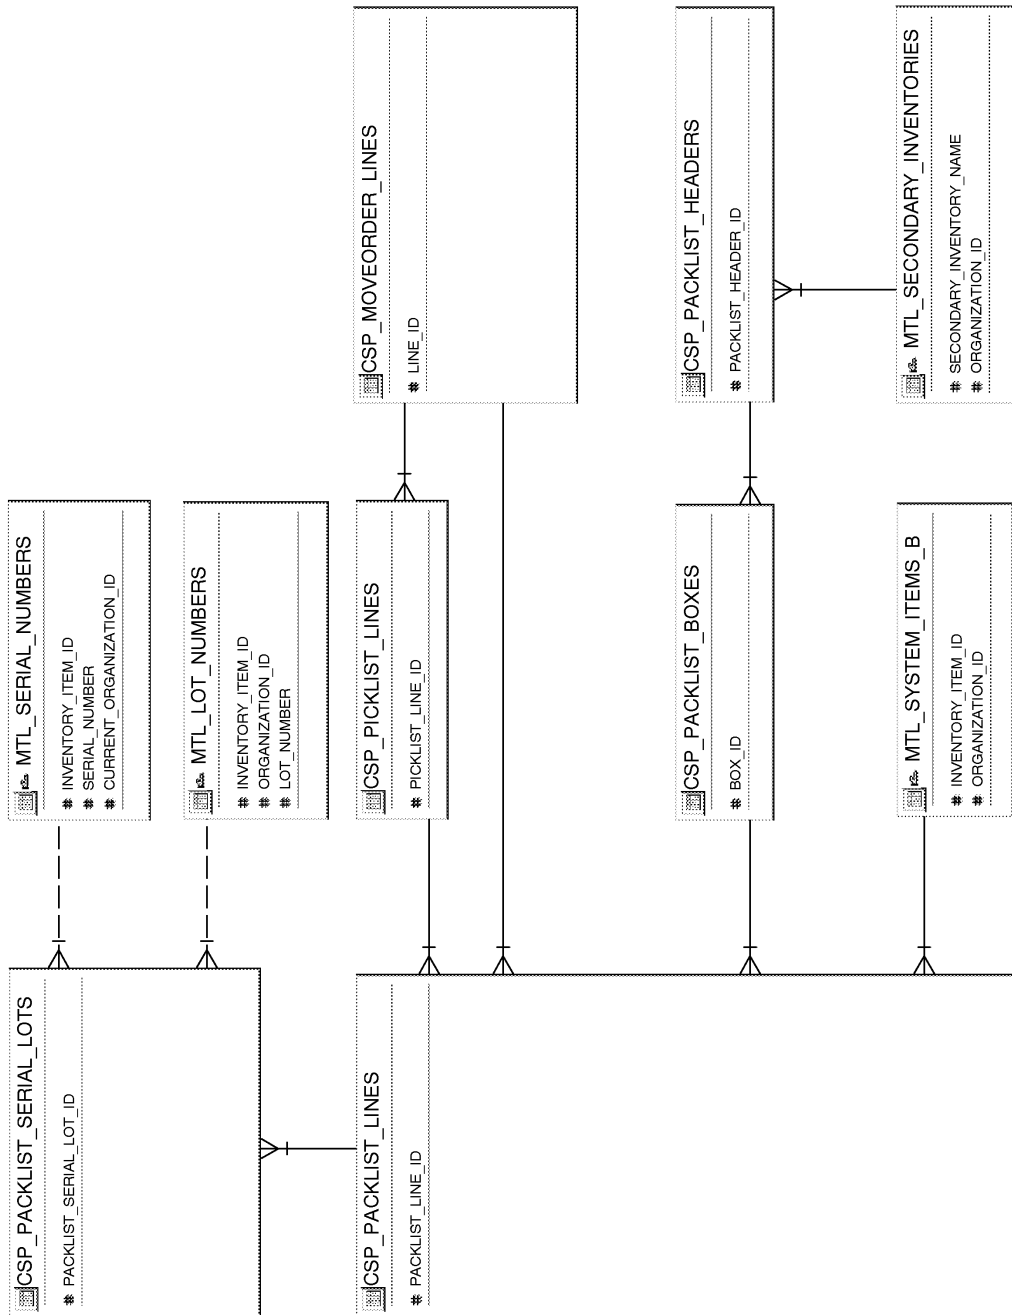 CSP_PACKLIST_SERIAL_LOTS
# PACKLIST_SERIAL_LOT_ID
MTL_SERIAL_NUMBERS
# INVENTORY_ITEM_ID
# SERIAL_NUMBER
# CURRENT_ORGANIZATION_ID
MTL_LOT_NUMBERS
# INVENTORY_ITEM_ID
# ORGANIZATION_ID
# LOT_NUMBER
CSP_PACKLIST_LINES
# PACKLIST_LINE_ID
CSP_PICKLIST_LINES
# PICKLIST_LINE_ID
CSP_MOVEORDER_LINES
# LINE_ID
CSP_PACKLIST_BOXES
# BOX_ID
CSP_PACKLIST_HEADERS
# PACKLIST_HEADER_ID
MTL_SYSTEM_ITEMS_B
# INVENTORY_ITEM_ID
# ORGANIZATION_ID
MTL_SECONDARY_INVENTORIES
# SECONDARY_INVENTORY_NAME
# ORGANIZATION_ID